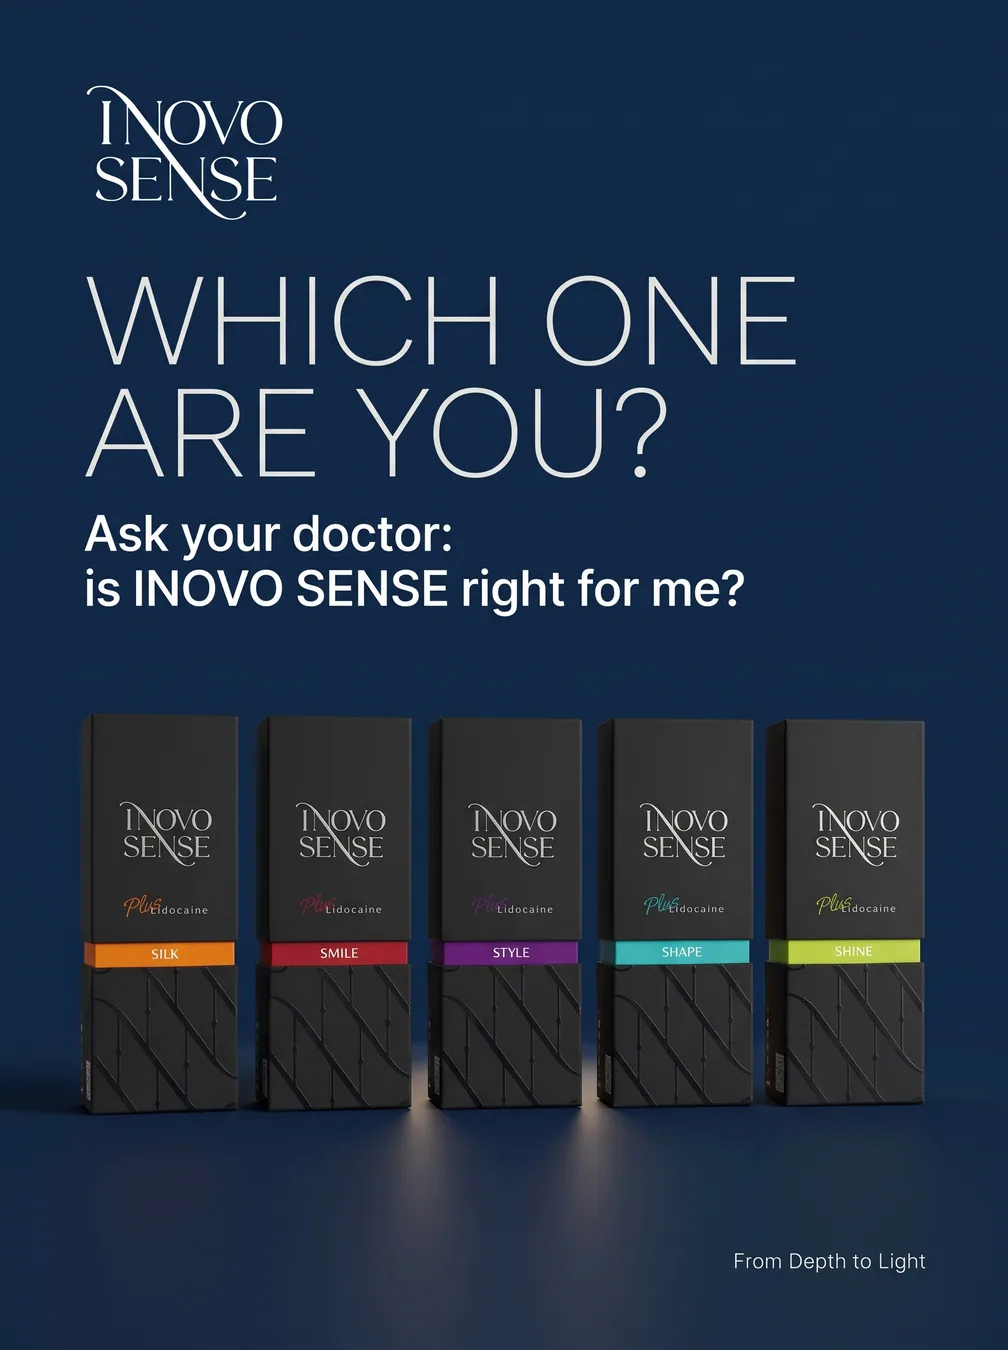 INOVO
SENSE
WHICH ONE
ARE YOU?
Ask your doctor:
is INOVO SENSE right for me?
INOVO
SENSE
Plus Lidocaine
SILK
INOVO
SENSE
Plus Lidocaine
SMILE
INOVO
SENSE
Plus Lidocaine
STYLE
INOVO
SENSE
Plus Lidocaine
SHAPE
INOVO
SENSE
Plus Lidocaine
SHINE
From Depth to Light